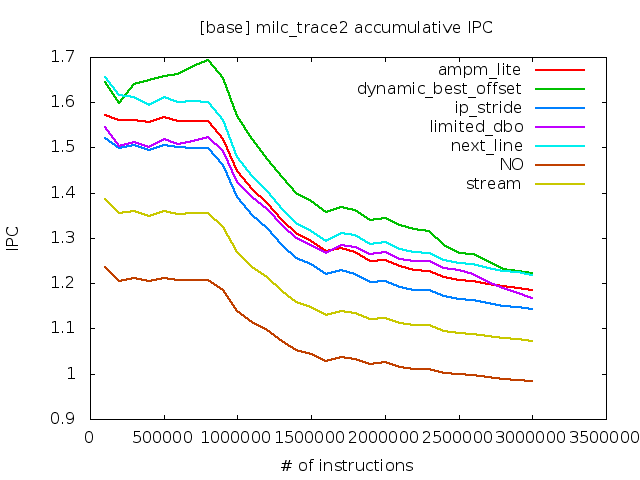 [base] milc_trace2 accumulative IPC
1.7
1.6
1.5
1.4
1.3
1.2
1.1
1
0.9
IPC
ampm_lite
dynamic_best_offset
ip_stride
limited_dbo
next_line
NO
stream
0 500000 1000000 1500000 2000000 2500000 3000000 3500000
# of instructions